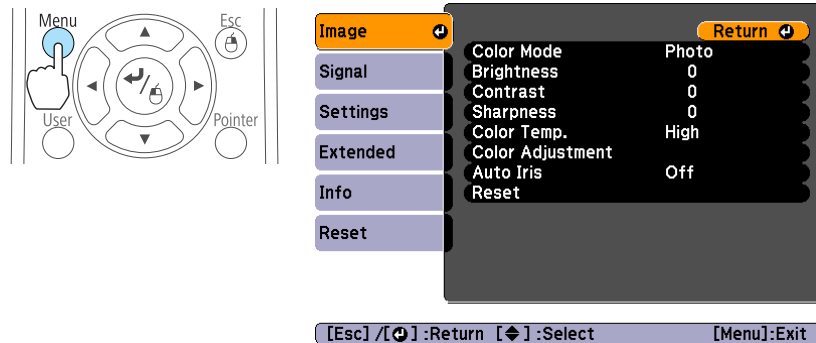 Menu
Esc
User
Pointer
Image
Signal
Settings
Extended
Info
Reset
Return
Color Mode Photo
Brightness 0
Contrast 0
Sharpness 0
Color Temp. High
Color Adjustment
Auto Iris Off
Reset
[Esc] /[⏎] :Return [◆] :Select [Menu]:Exit